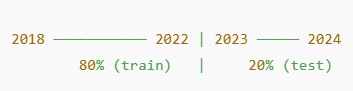 2018 ─────────── 2022 | 2023 ───── 2024
80% (train) | 20% (test)